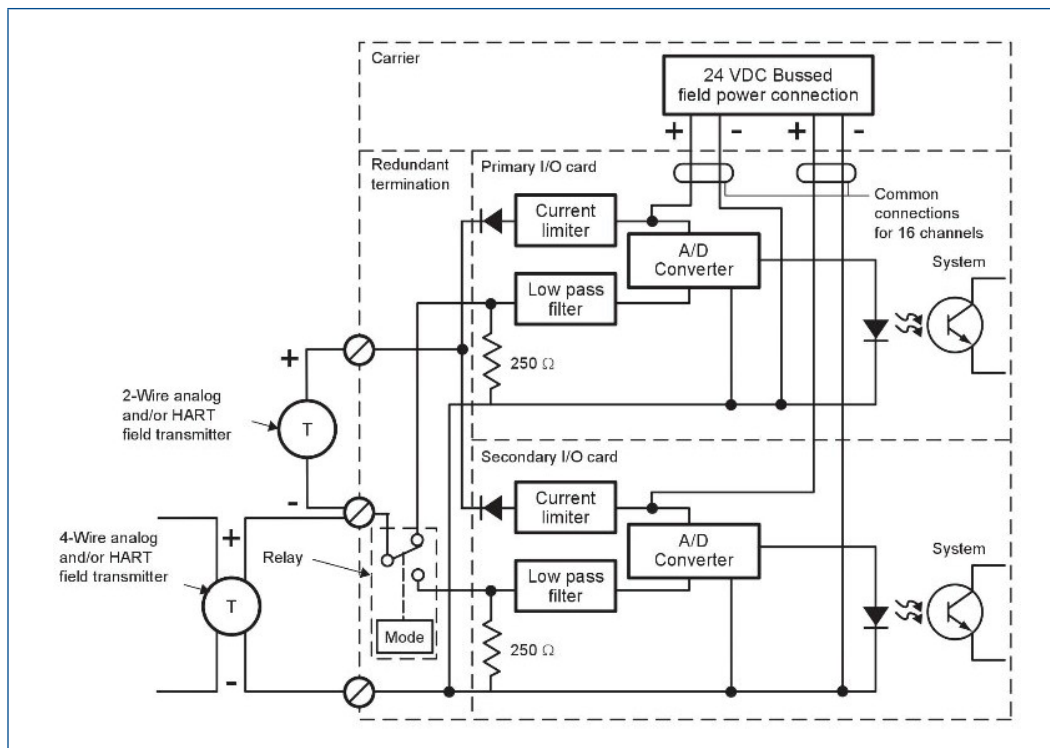 Carrier
24 VDC Bussed
field power connection
+ - + -
Redundant
termination
Primary I/O card
Current
limiter
Common
connections
for 16 channels
A/D
Converter
System
Low pass
filter
250 Ω
+
2-Wire analog
and/or HART
field transmitter
T
-
Secondary I/O card
Current
limiter
4-Wire analog
and/or HART
field transmitter
+
T
-
Relay
Mode
A/D
Converter
System
Low pass
filter
250 Ω